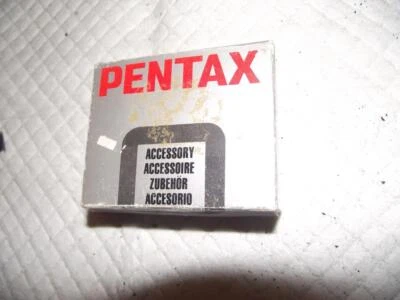 PENTAX
ACCESSORY
ACCESSOIRE
ZUBEHÖR
ACCESORIO